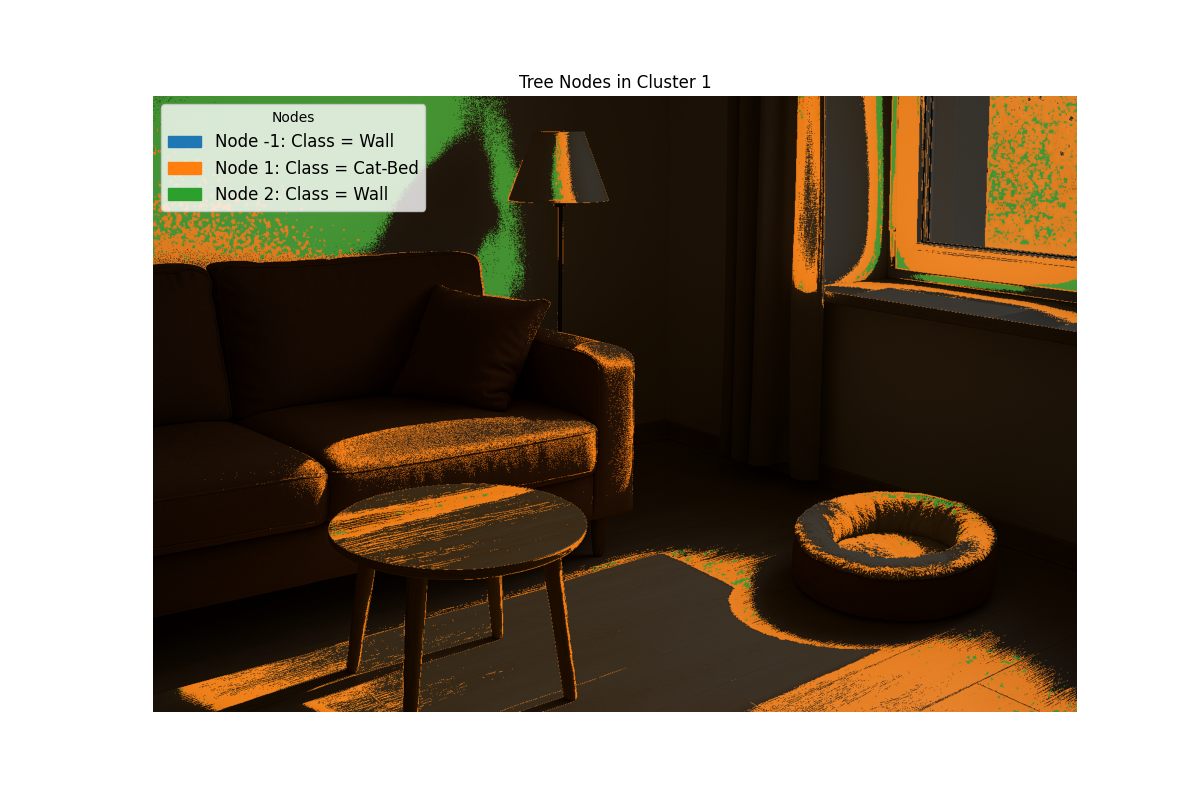 Tree Nodes in Cluster 1
Nodes
Node -1: Class = Wall
Node 1: Class = Cat-Bed
Node 2: Class = Wall